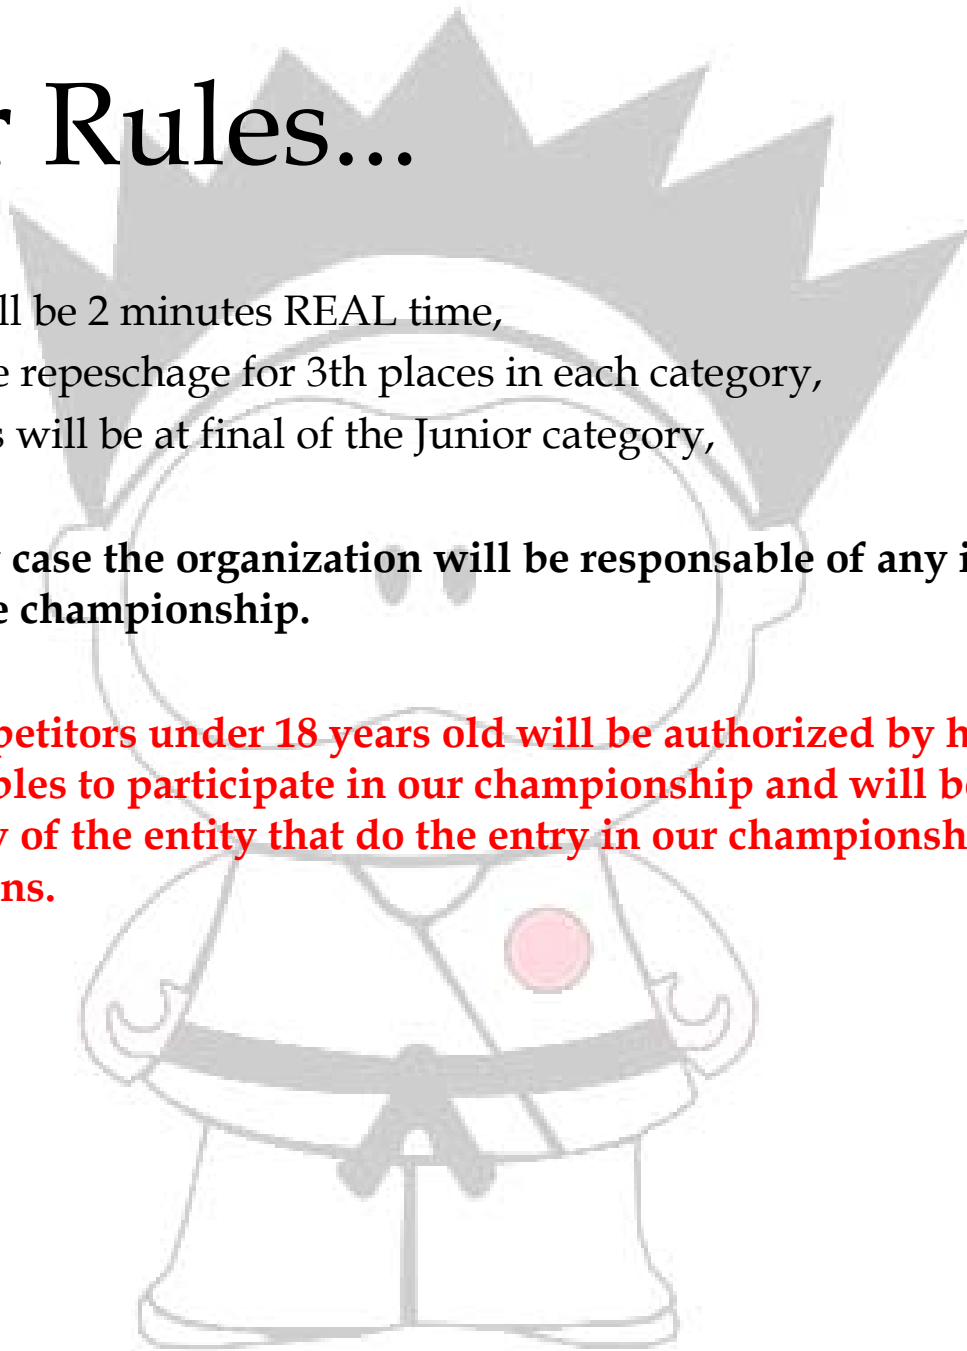 r Rules...
ll be 2 minutes REAL time,
e repeschage for 3th places in each category,
s will be at final of the Junior category,
case the organization will be responsable of any i
e championship.
petitors under 18 years old will be authorized by h
bles to participate in our championship and will be
y of the entity that do the entry in our championsh
ns.